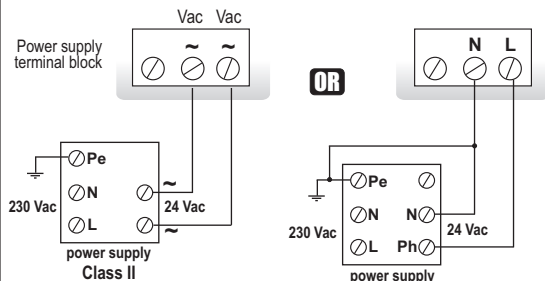 Vac Vac
Power supply
terminal block
~ ~
Pe
N
L
230 Vac
~
24 Vac
~
power supply
Class II
OR
N L
Pe
N N
L Ph
230 Vac
24 Vac
power supply